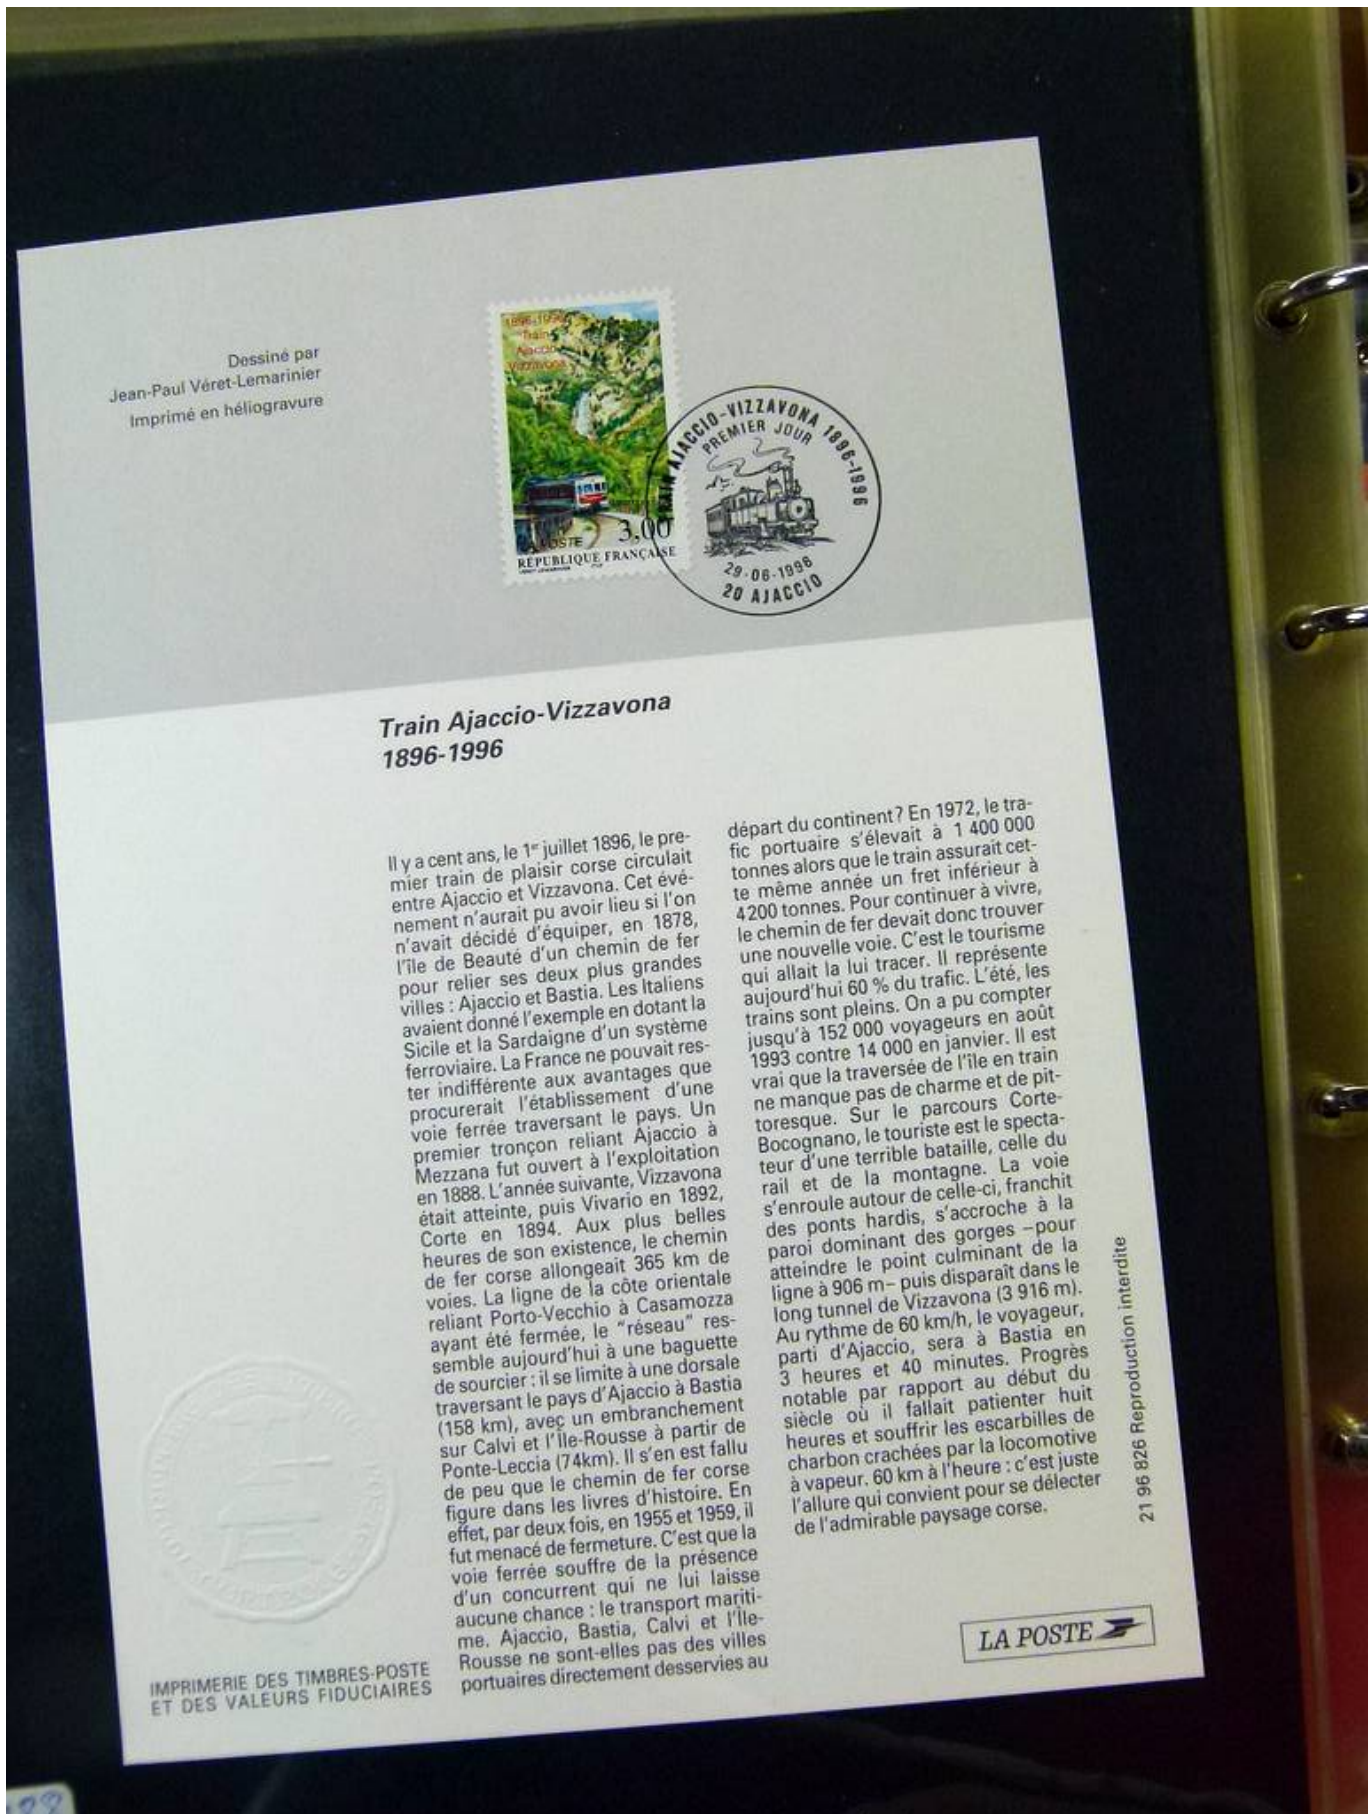 Dessiné par
Jean-Paul Véret-Lemarinier
Imprimé en héliogravure
1896-1996
Train
Ajaccio
Vizzavona
3,00
LA POSTE
RÉPUBLIQUE FRANÇAISE
TRAIN AJACCIO-VIZZAVONA 1896-1996
PREMIER JOUR
29-06-1996
20 AJACCIO
Train Ajaccio-Vizzavona
1896-1996
Il y a cent ans, le 1er juillet 1896, le pre-
mier train de plaisir corse circulait
entre Ajaccio et Vizzavona. Cet évé-
nement n'aurait pu avoir lieu si l'on
n'avait décidé d'équiper, en 1878,
l'île de Beauté d'un chemin de fer
pour relier ses deux plus grandes
villes : Ajaccio et Bastia. Les Italiens
avaient donné l'exemple en dotant la
Sicile et la Sardaigne d'un système
ferroviaire. La France ne pouvait res-
ter indifférente aux avantages que
procurerait l'établissement d'une
voie ferrée traversant le pays. Un
premier tronçon reliant Ajaccio à
Mezzana fut ouvert à l'exploitation
en 1888. L'année suivante, Vizzavona
était atteinte, puis Vivario en 1892,
Corte en 1894. Aux plus belles
heures de son existence, le chemin
de fer corse allongeait 365 km de
voies. La ligne de la côte orientale
reliant Porto-Vecchio à Casamozza
ayant été fermée, le "réseau" res-
semble aujourd'hui à une baguette
de sourcier : il se limite à une dorsale
traversant le pays d'Ajaccio à Bastia
(158 km), avec un embranchement
sur Calvi et l'Île-Rousse à partir de
Ponte-Leccia (74km). Il s'en est fallu
de peu que le chemin de fer corse
figure dans les livres d'histoire. En
effet, par deux fois, en 1955 et 1959, il
fut menacé de fermeture. C'est que la
voie ferrée souffre de la présence
d'un concurrent qui ne lui laisse
aucune chance : le transport mariti-
me. Ajaccio, Bastia, Calvi et l'Île-
Rousse ne sont-elles pas des villes
portuaires directement desservies au
départ du continent? En 1972, le tra-
fic portuaire s'élevait à 1 400 000
tonnes alors que le train assurait cet-
te même année un fret inférieur à
4200 tonnes. Pour continuer à vivre,
le chemin de fer devait donc trouver
une nouvelle voie. C'est le tourisme
qui allait la lui tracer. Il représente
aujourd'hui 60 % du trafic. L'été, les
trains sont pleins. On a pu compter
jusqu'à 152 000 voyageurs en août
1993 contre 14 000 en janvier. Il est
vrai que la traversée de l'île en train
ne manque pas de charme et de pit-
toresque. Sur le parcours Corte-
Bocognano, le touriste est le specta-
teur d'une terrible bataille, celle du
rail et de la montagne. La voie
s'enroule autour de celle-ci, franchit
des ponts hardis, s'accroche à la
paroi dominant des gorges –pour
atteindre le point culminant de la
ligne à 906 m– puis disparaît dans le
long tunnel de Vizzavona (3 916 m).
Au rythme de 60 km/h, le voyageur,
parti d'Ajaccio, sera à Bastia en
3 heures et 40 minutes. Progrès
notable par rapport au début du
siècle où il fallait patienter huit
heures et souffrir les escarbilles de
charbon crachées par la locomotive
à vapeur. 60 km à l'heure : c'est juste
l'allure qui convient pour se délecter
de l'admirable paysage corse.
21 96 826 Reproduction interdite
IMPRIMERIE DES TIMBRES-POSTE
ET DES VALEURS FIDUCIAIRES
LA POSTE